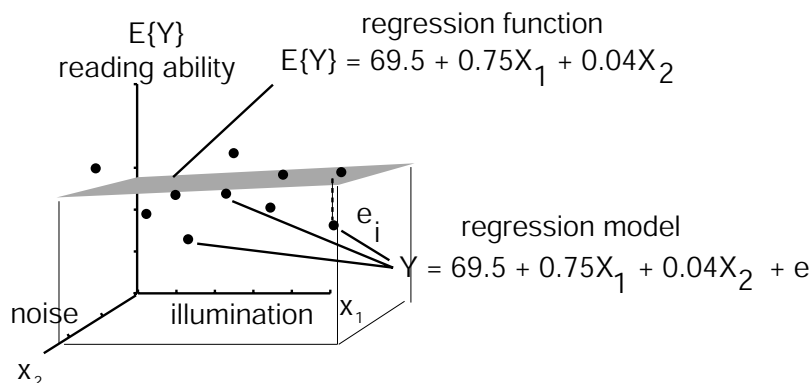 regression function
E{Y}
reading ability
E{Y} = 69.5 + 0.75X₁ + 0.04X₂
eᵢ
regression model
Y = 69.5 + 0.75X₁ + 0.04X₂ + e
noise
illumination
x₁
x₂